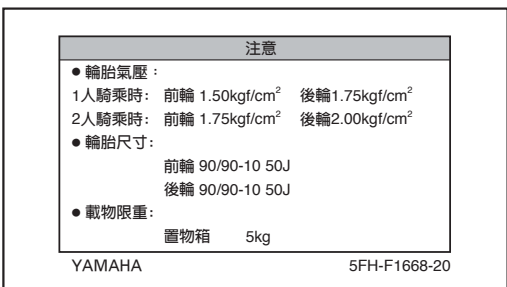 注意
● 輪胎氣壓：
1人騎乘時： 前輪 1.50kgf/cm² 後輪1.75kgf/cm²
2人騎乘時： 前輪 1.75kgf/cm² 後輪2.00kgf/cm²
● 輪胎尺寸：
前輪 90/90-10 50J
後輪 90/90-10 50J
● 載物限重：
置物箱 5kg
YAMAHA 5FH-F1668-20